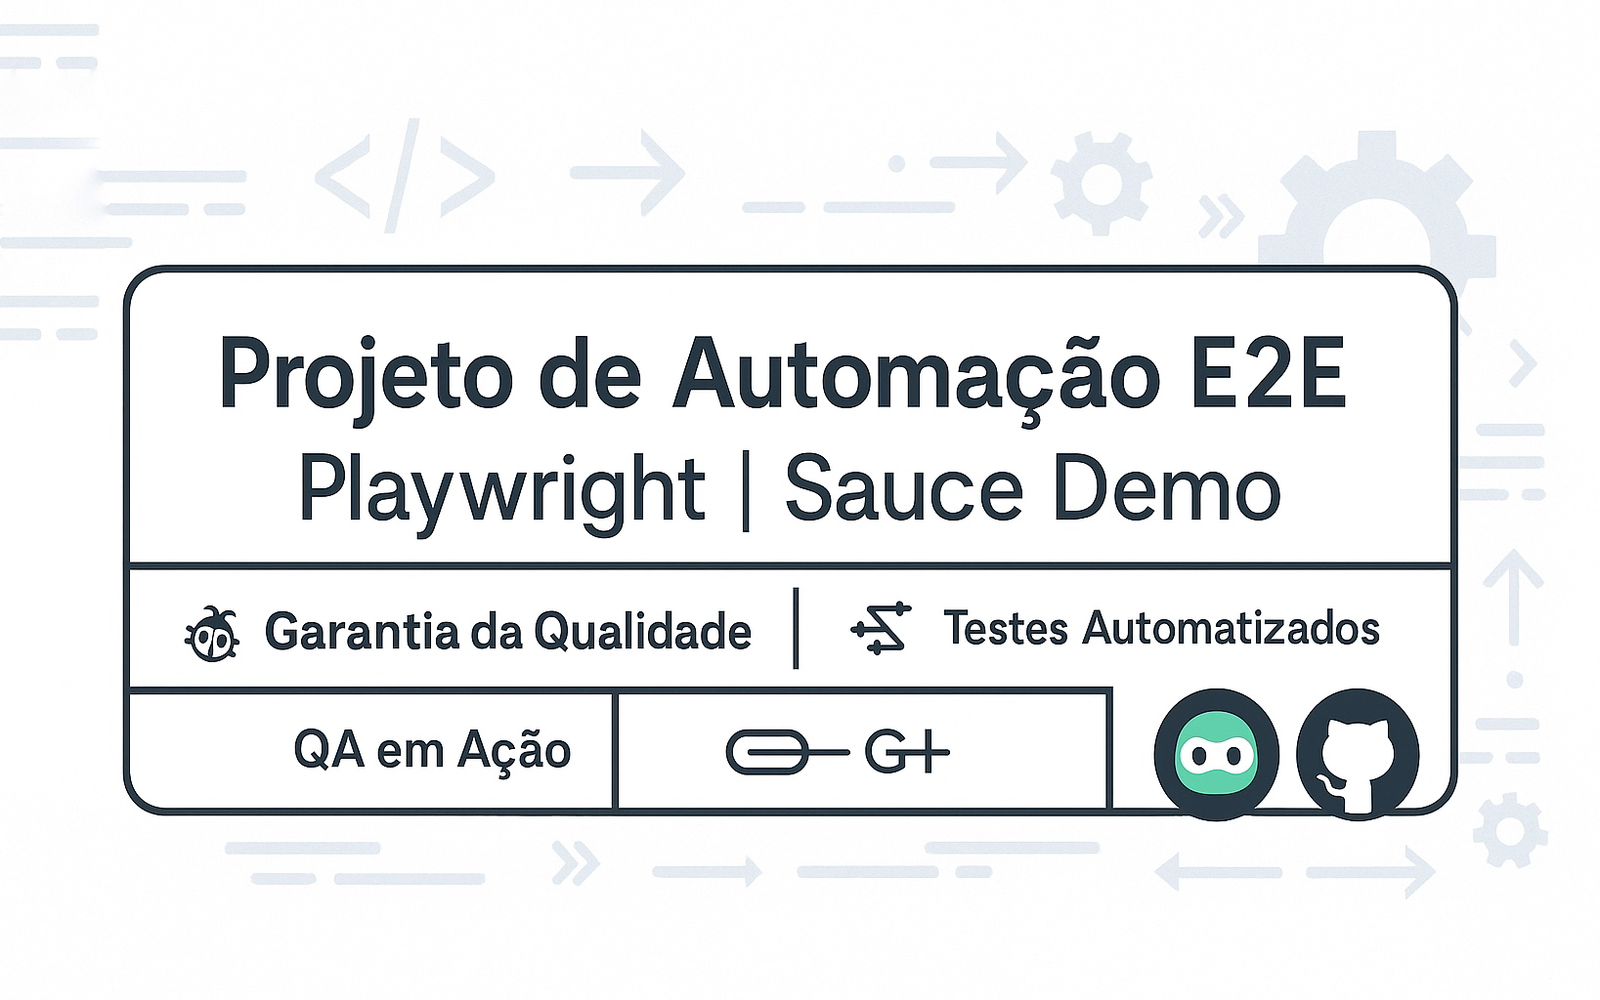 Projeto de Automação E2E
Playwright | Sauce Demo
Garantia da Qualidade | Testes Automatizados
QA em Ação
G+